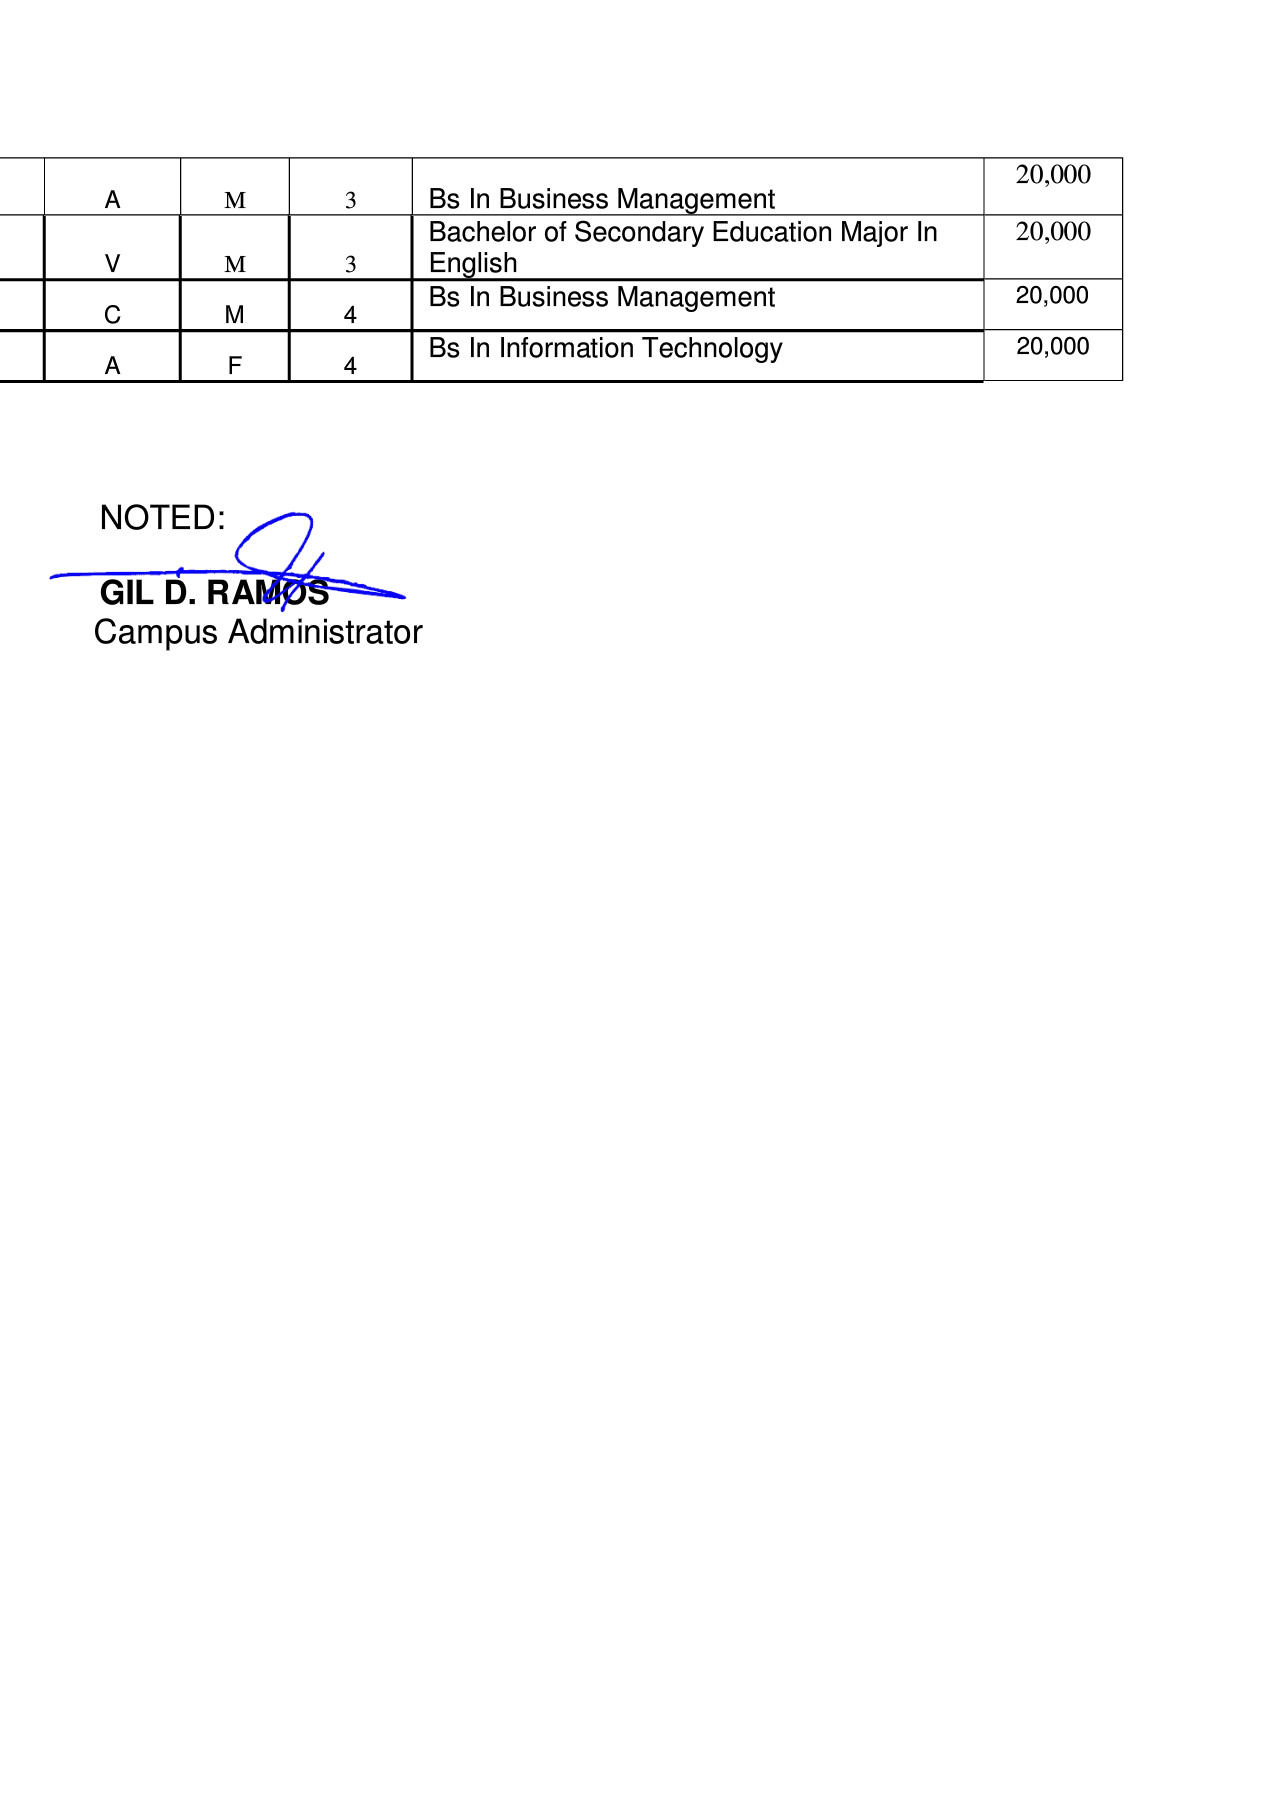 A M 3 Bs In Business Management 20,000
V M 3 Bachelor of Secondary Education Major In 20,000
English
C M 4 Bs In Business Management 20,000
A F 4 Bs In Information Technology 20,000
NOTED:
GIL D. RAMOS
Campus Administrator